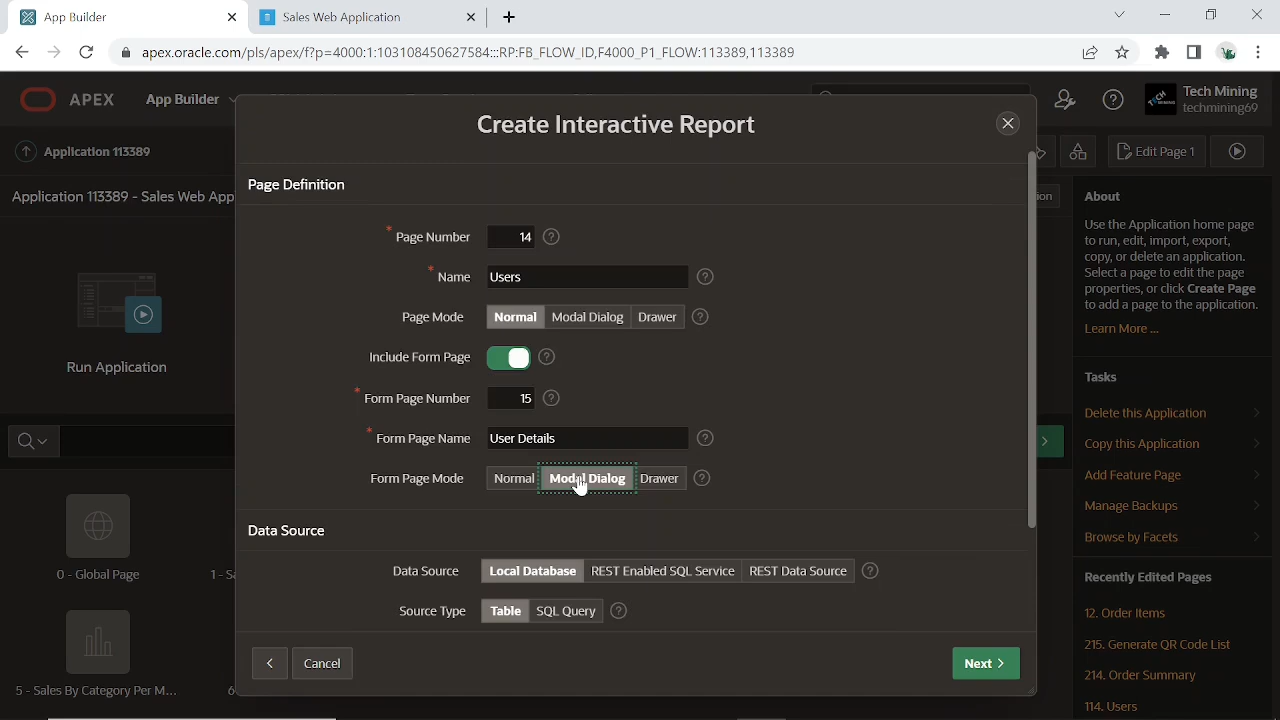 App Builder
Sales Web Application
apex.oracle.com/pls/apex/f?p=4000:1:103108450627584:::RP:FB_FLOW_ID,F4000_P1_FLOW:113389,113389
APEX
App Builder
Tech Mining
techmining69
Application 113389
Edit Page 1
Application 113389 - Sales Web App
Run Application
0 - Global Page
5 - Sales By Category Per M...
Create Interactive Report
Page Definition
* Page Number 14
* Name Users
Page Mode Normal Modal Dialog Drawer
Include Form Page
* Form Page Number 15
* Form Page Name User Details
Form Page Mode Normal Modal Dialog Drawer
Data Source
Data Source Local Database REST Enabled SQL Service REST Data Source
Source Type Table SQL Query
Cancel
Next
About
Use the Application home page
to run, edit, import, export,
copy, or delete an application.
Select a page to edit the page
properties, or click Create Page
to add a page to the application.
Learn More ...
Tasks
Delete this Application
Copy this Application
Add Feature Page
Manage Backups
Browse by Facets
Recently Edited Pages
12. Order Items
215. Generate QR Code List
214. Order Summary
114. Users